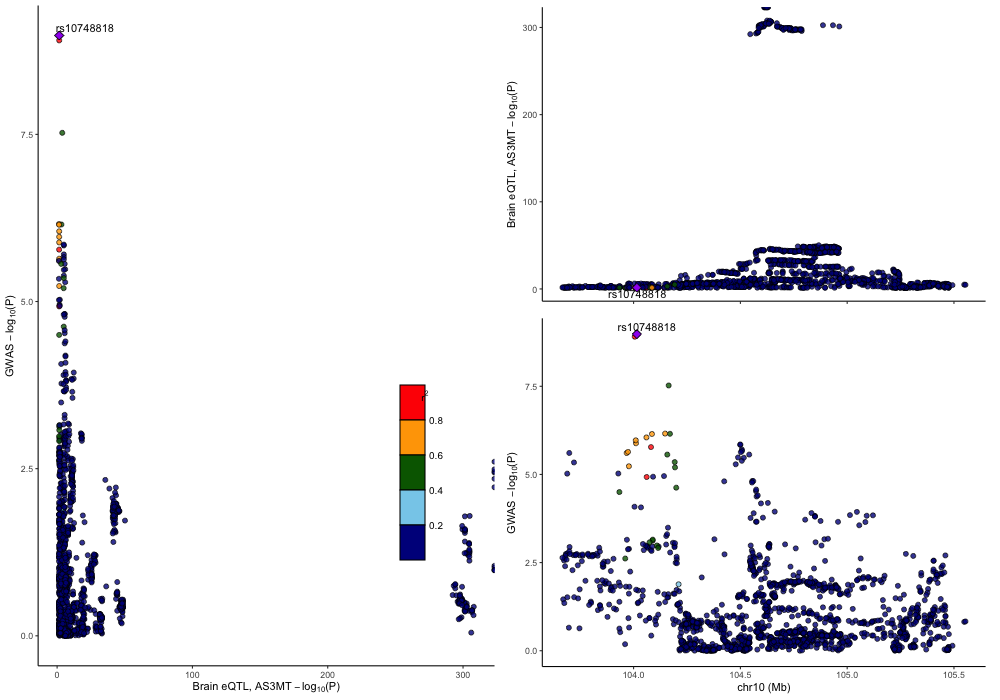 rs10748818
7.5
5.0
2.5
0.0
GWAS −log10(P)
0
100
200
300
Brain eQTL, AS3MT −log10(P)
r2
0.8
0.6
0.4
0.2
300
200
100
0
Brain eQTL, AS3MT −log10(P)
rs10748818
rs10748818
7.5
5.0
2.5
0.0
GWAS −log10(P)
104.0
104.5
105.0
105.5
chr10 (Mb)